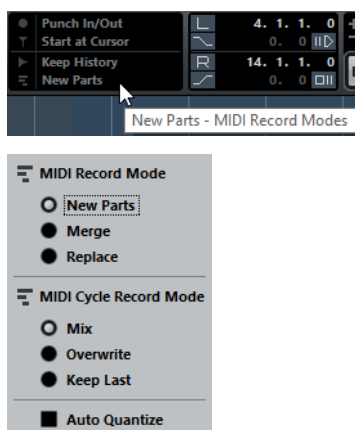 Punch In/Out L 4. 1. 1. 0
Start at Cursor 0. 0
Keep History R 14. 1. 1. 0
New Parts 0. 0
New Parts - MIDI Record Modes
MIDI Record Mode
New Parts
Merge
Replace
MIDI Cycle Record Mode
Mix
Overwrite
Keep Last
Auto Quantize